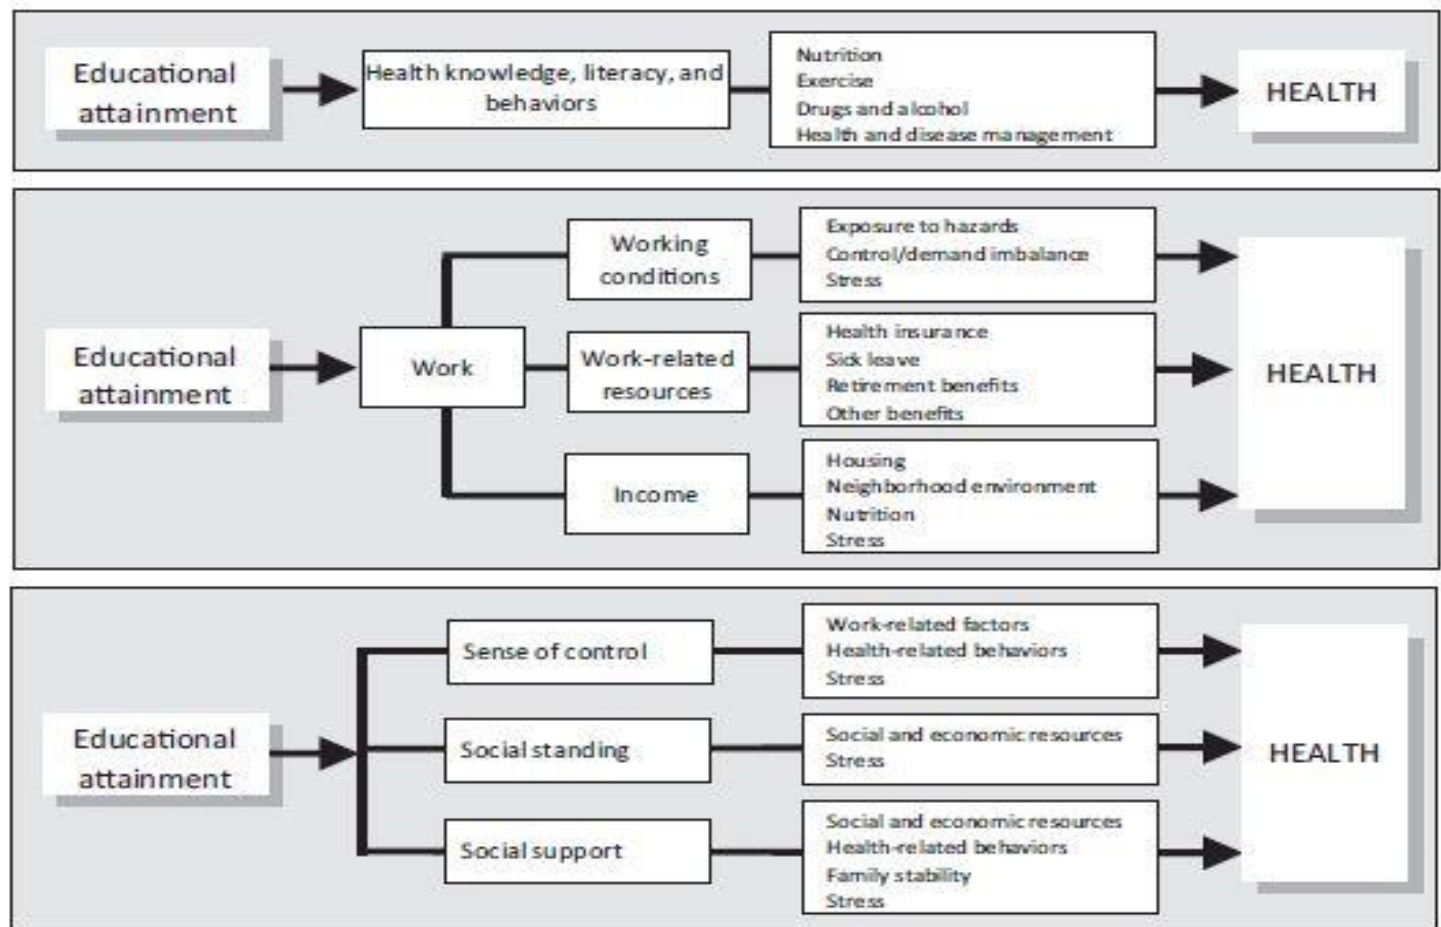 Educational
attainment
Health knowledge, literacy, and
behaviors
Nutrition
Exercise
Drugs and alcohol
Health and disease management
HEALTH
Educational
attainment
Work
Working
conditions
Exposure to hazards
Control/demand imbalance
Stress
Work-related
resources
Health insurance
Sick leave
Retirement benefits
Other benefits
Income
Housing
Neighborhood environment
Nutrition
Stress
HEALTH
Educational
attainment
Sense of control
Work-related factors
Health-related behaviors
Stress
Social standing
Social and economic resources
Stress
Social support
Social and economic resources
Health-related behaviors
Family stability
Stress
HEALTH